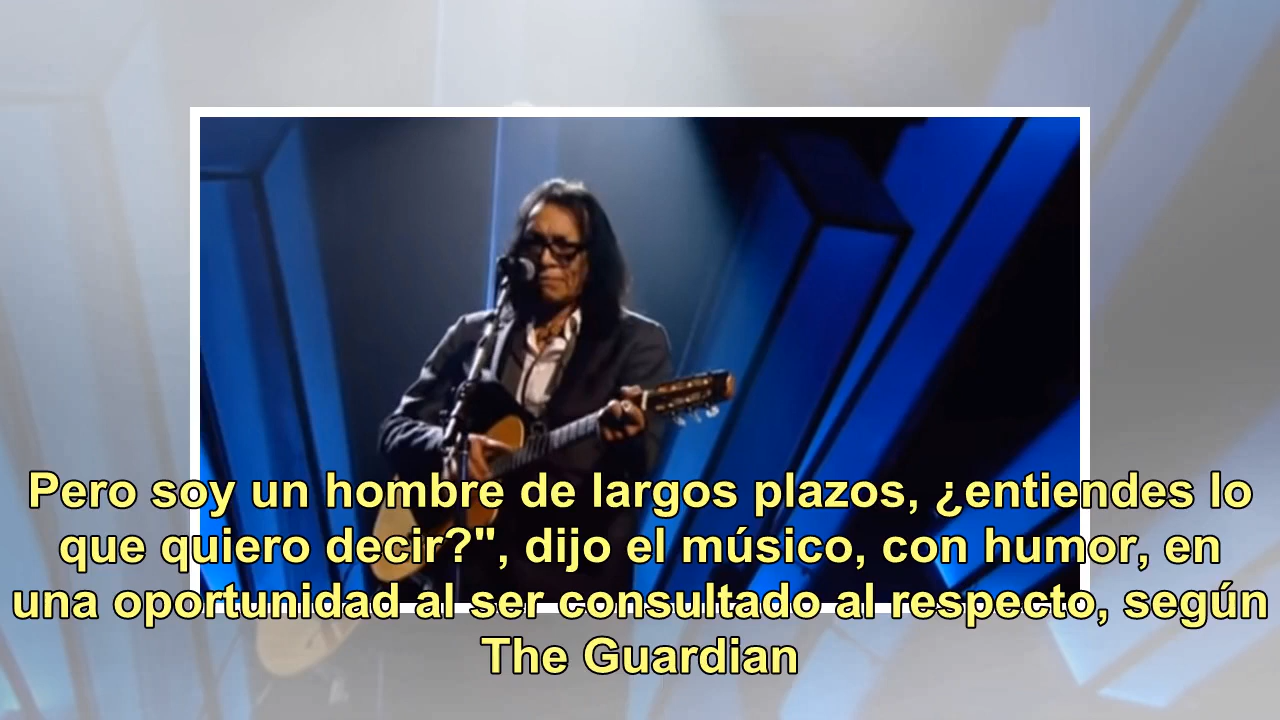 Pero soy un hombre de largos plazos, ¿entiendes lo
que quiero decir?", dijo el músico, con humor, en
una oportunidad al ser consultado al respecto, según
The Guardian